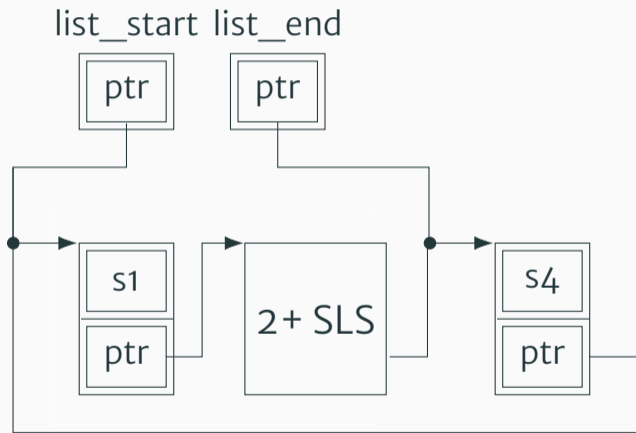 list_start list_end
ptr ptr
s1
ptr
2+ SLS
s4
ptr